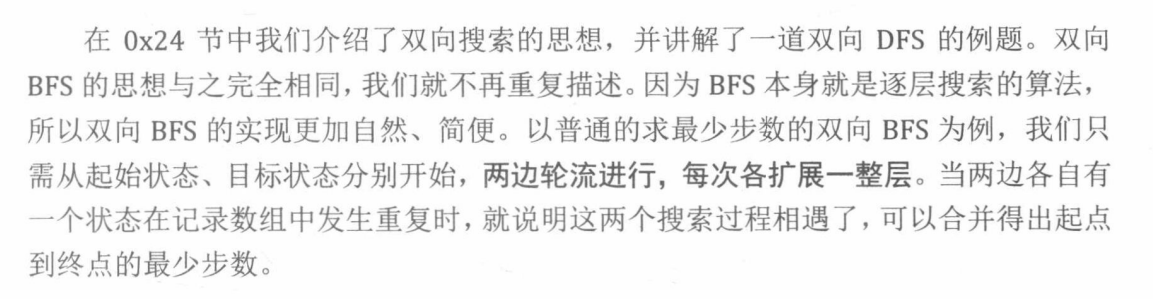 在 0x24 节中我们介绍了双向搜索的思想，并讲解了一道双向 DFS 的例题。双向
BFS 的思想与之完全相同，我们就不再重复描述。因为 BFS 本身就是逐层搜索的算法，
所以双向 BFS 的实现更加自然、简便。以普通的求最少步数的双向 BFS 为例，我们只
需从起始状态、目标状态分别开始，两边轮流进行，每次各扩展一整层。当两边各自有
一个状态在记录数组中发生重复时，就说明这两个搜索过程相遇了，可以合并得出起点
到终点的最少步数。